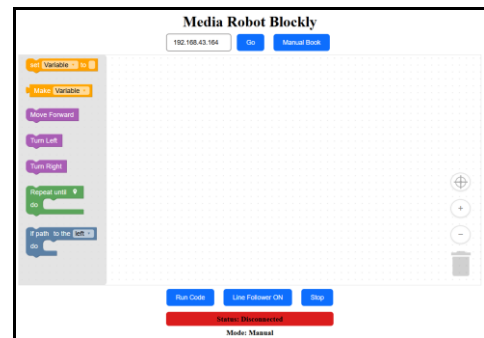 Media Robot Blockly
192.168.43.164 Go Manual Book
set Variable to
Make Variable
Move Forward
Turn Left
Turn Right
Repeat until
do
If path to the left
do
Run Code Line Follower ON Stop
Status: Disconnected
Mode: Manual